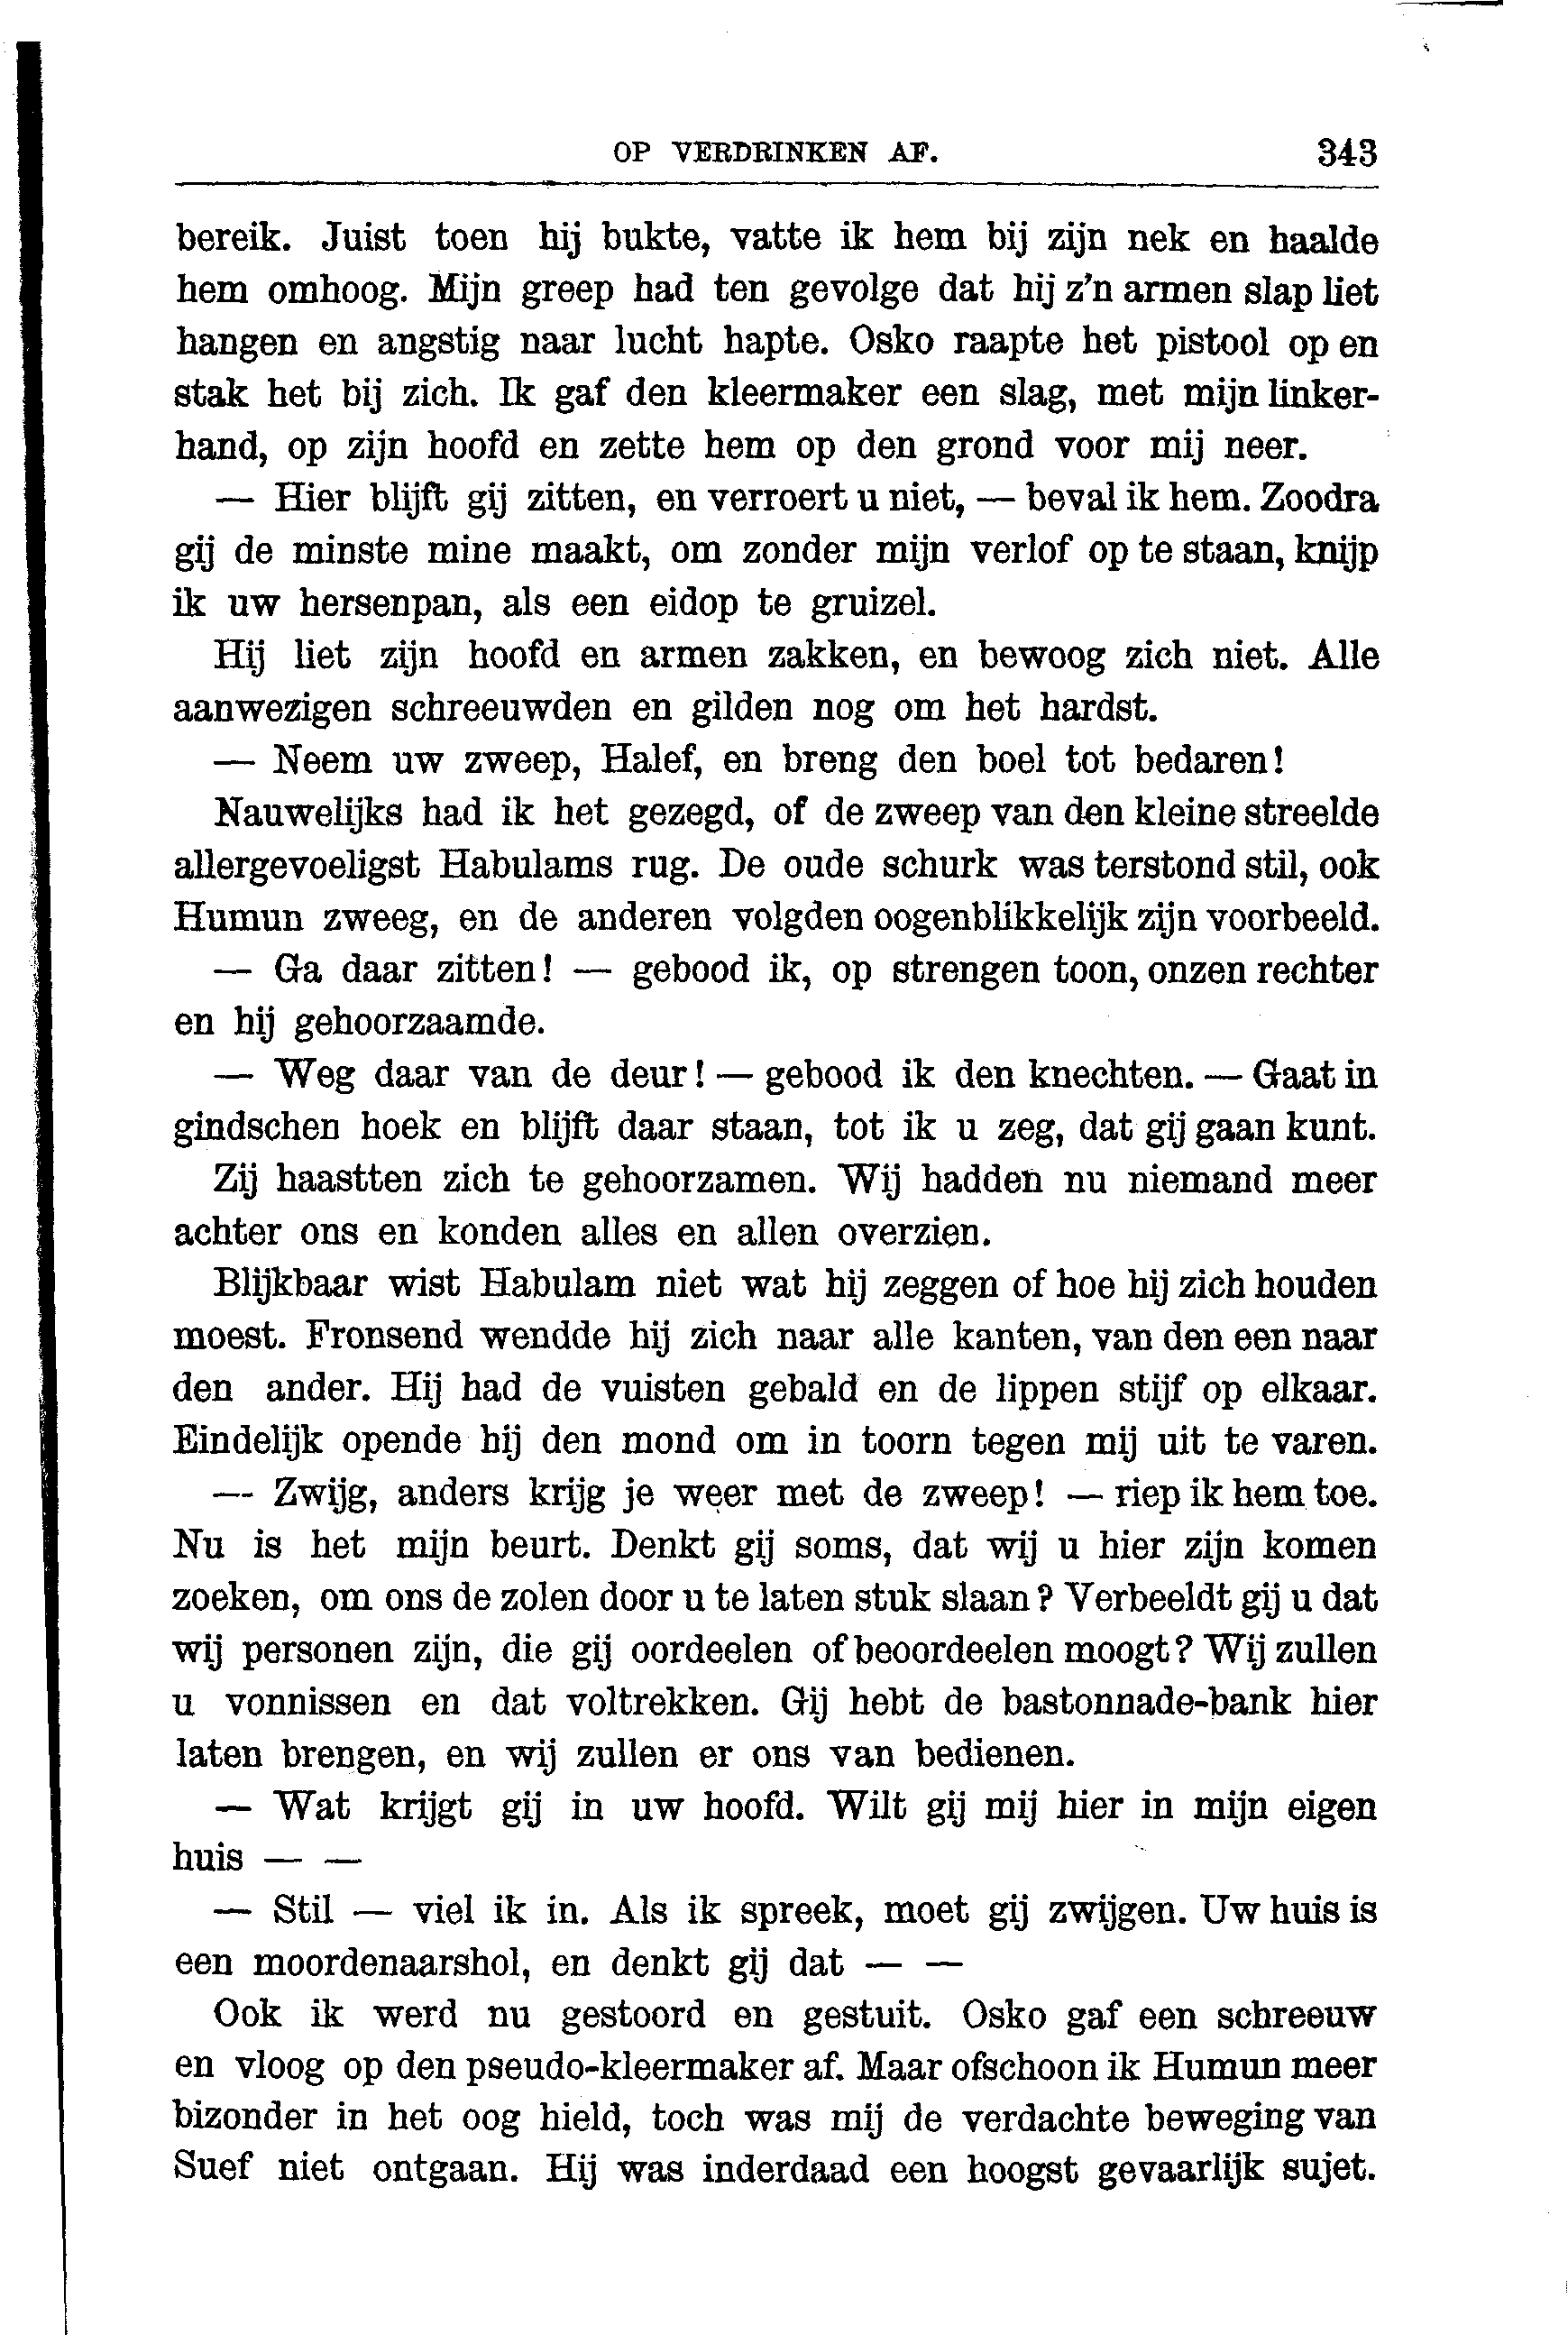 OP VERDRINKEN AF. 343
bereik. Juist toen hij bukte, vatte ik hem bij zijn nek en haalde
hem omhoog. Mijn greep had ten gevolge dat hij z'n armen slap liet
hangen en angstig naar lucht hapte. Osko raapte het pistool op en
stak het bij zich. Ik gaf den kleermaker een slag, met mijn linker-
hand, op zijn hoofd en zette hem op den grond voor mij neer.
— Hier blijft gij zitten, en verroert u niet, — beval ik hem. Zoodra
gij de minste mine maakt, om zonder mijn verlof op te staan, knijp
ik uw hersenpan, als een eidop te gruizel.
Hij liet zijn hoofd en armen zakken, en bewoog zich niet. Alle
aanwezigen schreeuwden en gilden nog om het hardst.
— Neem uw zweep, Halef, en breng den boel tot bedaren!
Nauwelijks had ik het gezegd, of de zweep van den kleine streelde
allergevoeligst Habulams rug. De oude schurk was terstond stil, ook
Humun zweeg, en de anderen volgden oogenblikkelijk zijn voorbeeld.
— Ga daar zitten! — gebood ik, op strengen toon, onzen rechter
en hij gehoorzaamde.
— Weg daar van de deur! — gebood ik den knechten. — Gaat in
gindschen hoek en blijft daar staan, tot ik u zeg, dat gij gaan kunt.
Zij haastten zich te gehoorzamen. Wij hadden nu niemand meer
achter ons en konden alles en allen overzien.
Blijkbaar wist Habulam niet wat hij zeggen of hoe hij zich houden
moest. Fronsend wendde hij zich naar alle kanten, van den een naar
den ander. Hij had de vuisten gebald en de lippen stijf op elkaar.
Eindelijk opende hij den mond om in toorn tegen mij uit te varen.
— Zwijg, anders krijg je weer met de zweep! — riep ik hem toe.
Nu is het mijn beurt. Denkt gij soms, dat wij u hier zijn komen
zoeken, om ons de zolen door u te laten stuk slaan? Verbeeldt gij u dat
wij personen zijn, die gij oordeelen of beoordeelen moogt? Wij zullen
u vonnissen en dat voltrekken. Gij hebt de bastonnade-bank hier
laten brengen, en wij zullen er ons van bedienen.
— Wat krijgt gij in uw hoofd. Wilt gij mij hier in mijn eigen
huis — —
— Stil — viel ik in. Als ik spreek, moet gij zwijgen. Uw huis is
een moordenaarshol, en denkt gij dat — —
Ook ik werd nu gestoord en gestuit. Osko gaf een schreeuw
en vloog op den pseudo-kleermaker af. Maar ofschoon ik Humun meer
bizonder in het oog hield, toch was mij de verdachte beweging van
Suef niet ontgaan. Hij was inderdaad een hoogst gevaarlijk sujet.